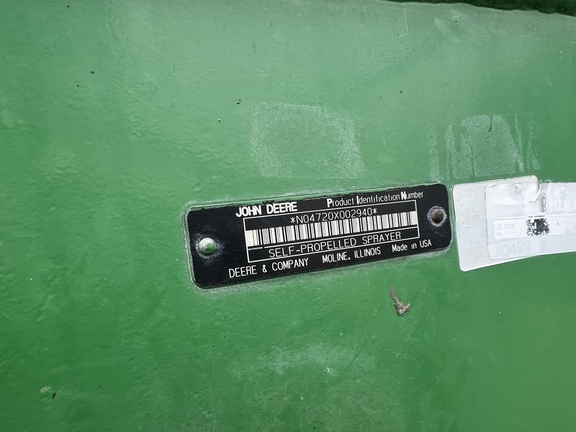 JOHN DEERE Product Identification Number
*N04720X002940*
SELF-PROPELLED SPRAYER
DEERE & COMPANY MOLINE, ILLINOIS Made in USA